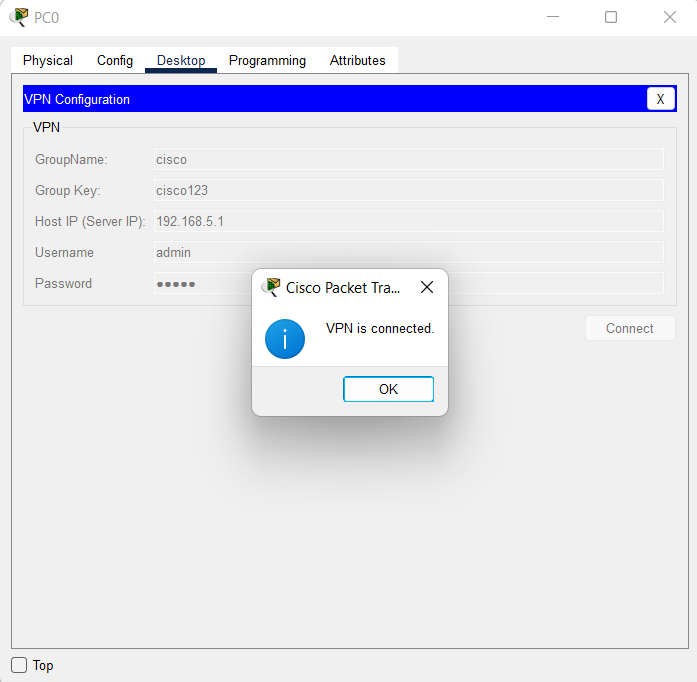 PC0
Physical Config Desktop Programming Attributes
VPN Configuration X
VPN
GroupName: cisco
Group Key: cisco123
Host IP (Server IP): 192.168.5.1
Username admin
Password ●●●●●
Cisco Packet Tra...
VPN is connected.
OK
Connect
Top